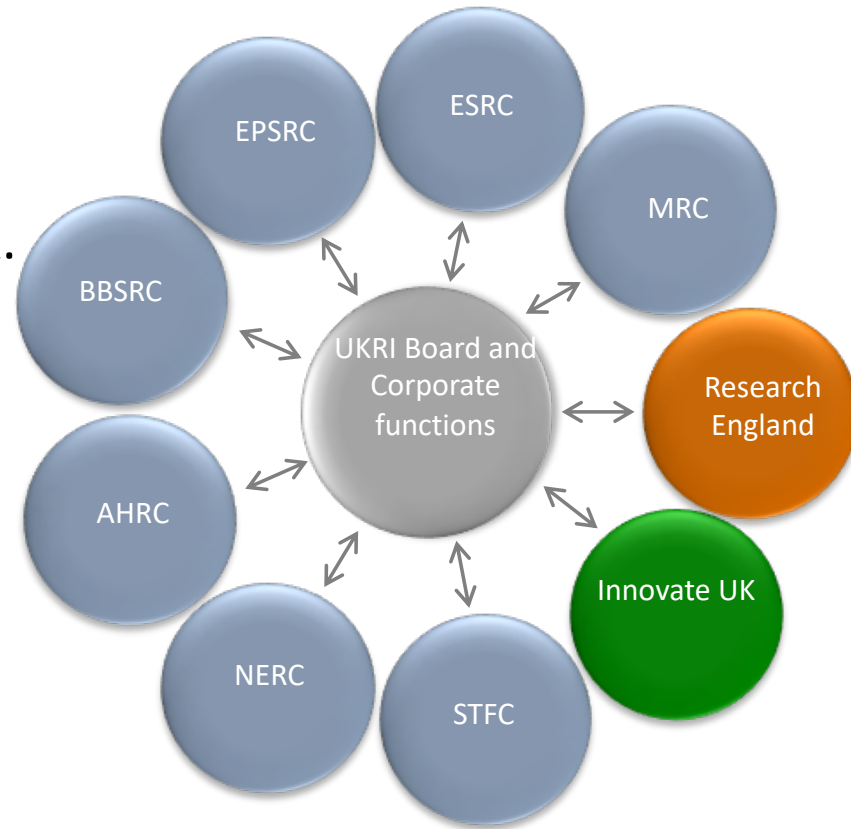 ESRC
EPSRC
MRC
BBSRC
UKRI Board and
Corporate
functions
Research
England
AHRC
Innovate UK
NERC
STFC